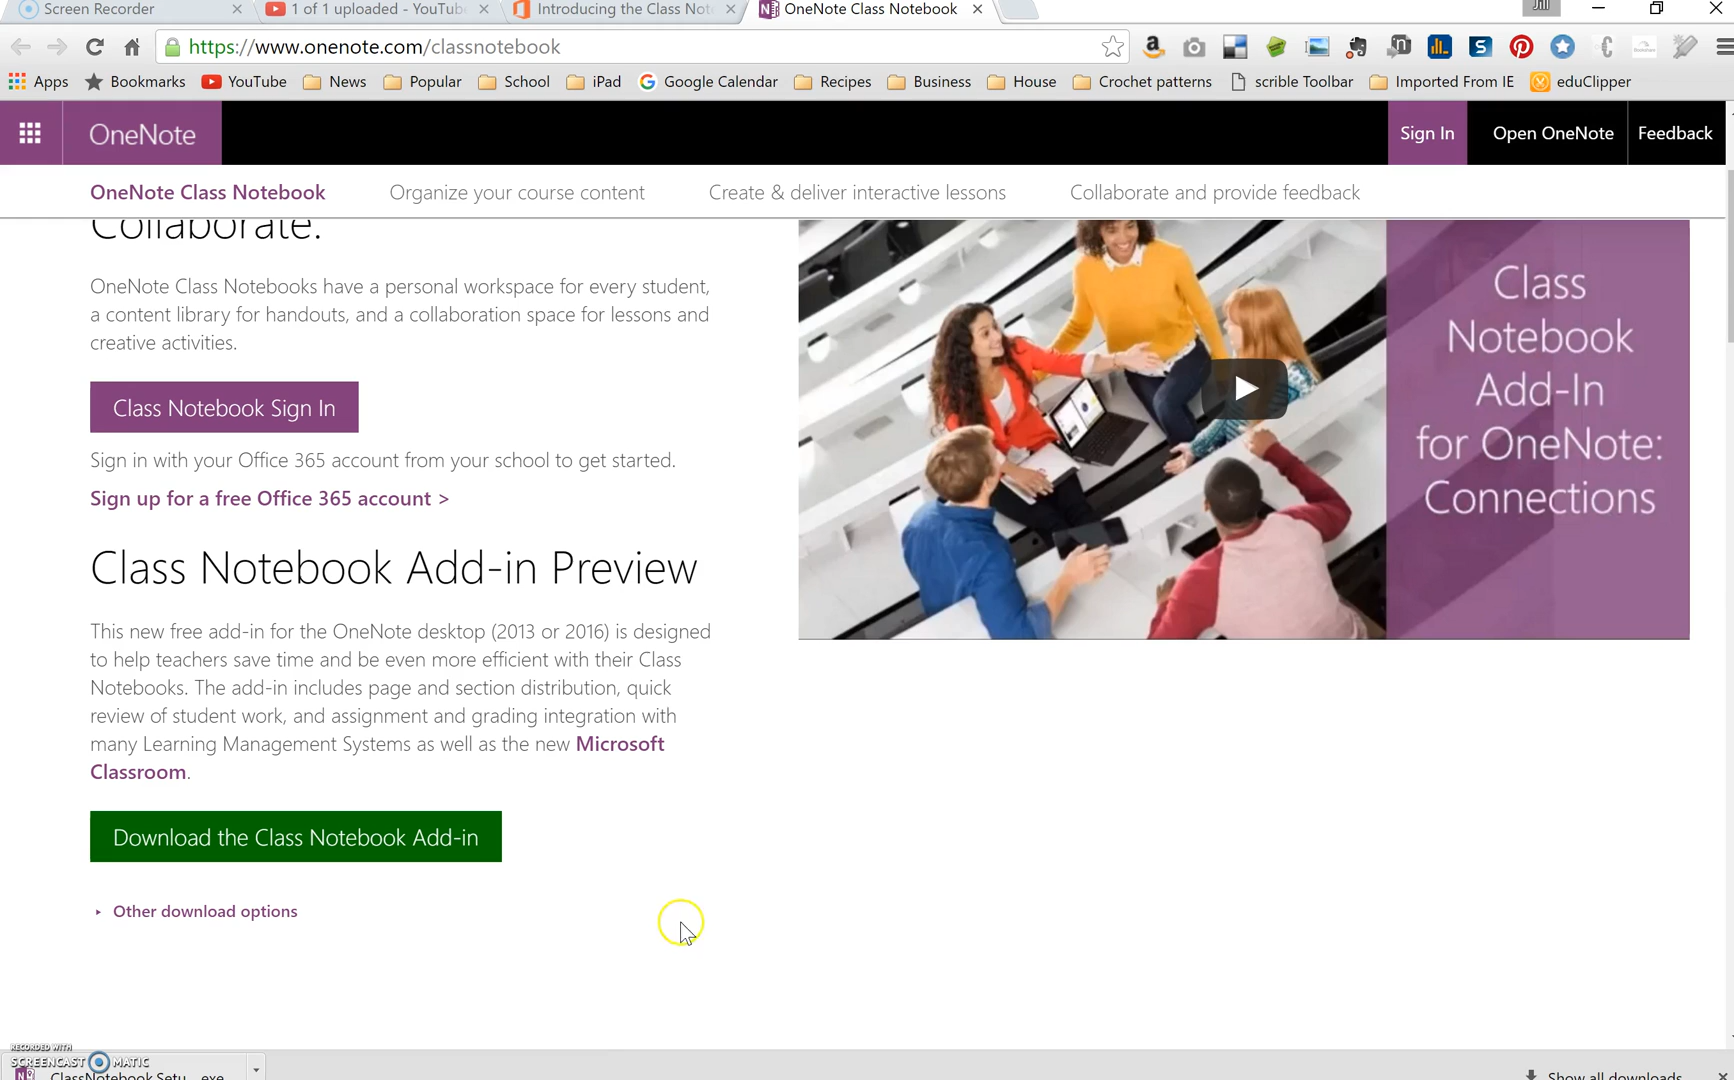 Screen Recorder
1 of 1 uploaded - YouTube
Introducing the Class Not
OneNote Class Notebook
Jill
https://www.onenote.com/classnotebook
Apps
Bookmarks
YouTube
News
Popular
School
iPad
Google Calendar
Recipes
Business
House
Crochet patterns
scrible Toolbar
Imported From IE
eduClipper
OneNote
Sign In
Open OneNote
Feedback
OneNote Class Notebook
Organize your course content
Create & deliver interactive lessons
Collaborate and provide feedback
Collaborate.
OneNote Class Notebooks have a personal workspace for every student,
a content library for handouts, and a collaboration space for lessons and
creative activities.
Class Notebook Sign In
Sign in with your Office 365 account from your school to get started.
Sign up for a free Office 365 account >
Class
Notebook
Add-In
for OneNote:
Connections
Class Notebook Add-in Preview
This new free add-in for the OneNote desktop (2013 or 2016) is designed
to help teachers save time and be even more efficient with their Class
Notebooks. The add-in includes page and section distribution, quick
review of student work, and assignment and grading integration with
many Learning Management Systems as well as the new Microsoft
Classroom.
Download the Class Notebook Add-in
Other download options
RECORDED WITH
SCREENCAST MATIC
ClassNotebook.Setu....exe
Show all downloads